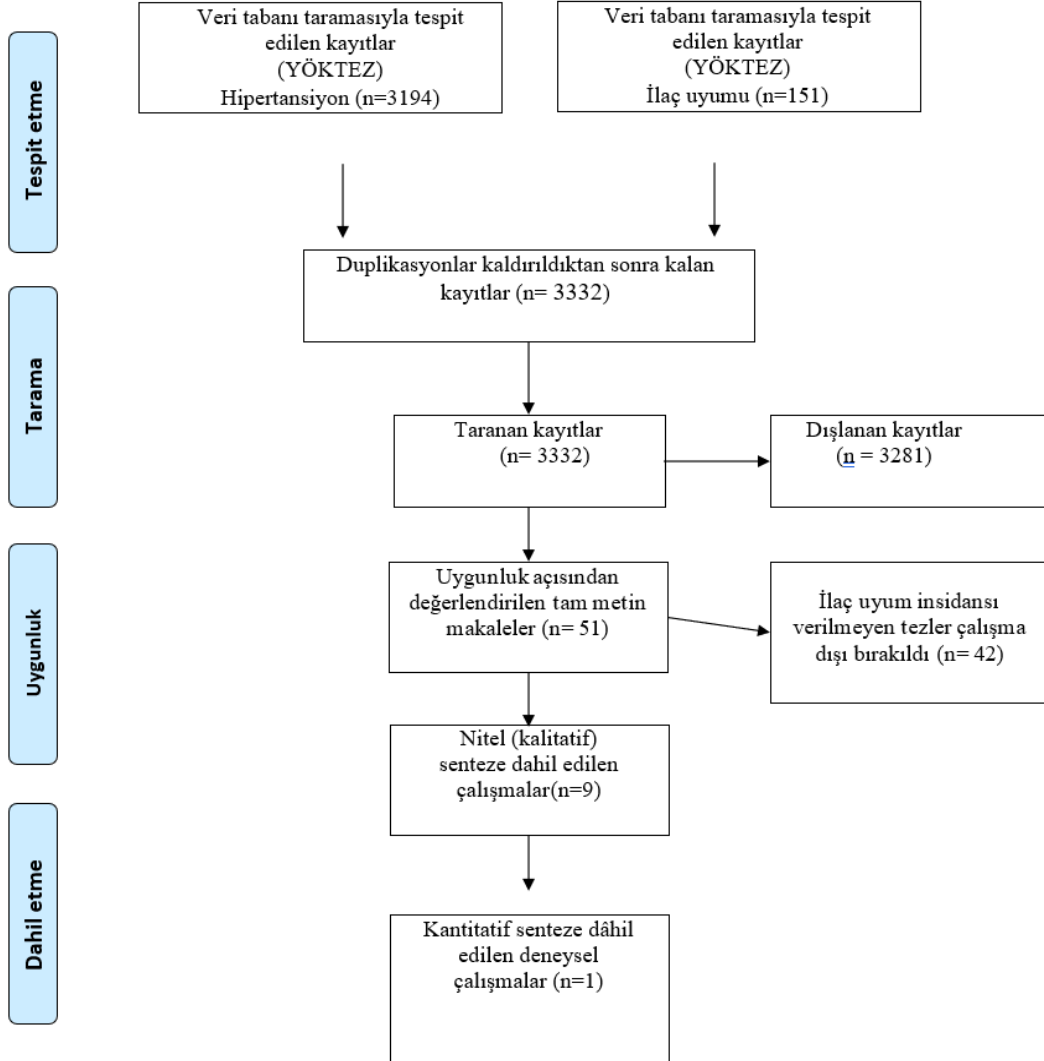 Tespit etme
Veri tabanı taramasıyla tespit
edilen kayıtlar
(YÖKTEZ)
Hipertansiyon (n=3194)
Veri tabanı taramasıyla tespit
edilen kayıtlar
(YÖKTEZ)
İlaç uyumu (n=151)
Duplikasyonlar kaldırıldıktan sonra kalan
kayıtlar (n= 3332)
Tarama
Taranan kayıtlar
(n= 3332)
Dışlanan kayıtlar
(n = 3281)
Uygunluk
Uygunluk açısından
değerlendirilen tam metin
makaleler (n= 51)
İlaç uyum insidansı
verilmeyen tezler çalışma
dışı bırakıldı (n= 42)
Nitel (kalitatif)
senteze dahil edilen
çalışmalar(n=9)
Dahil etme
Kantitatif senteze dâhil
edilen deneysel
çalışmalar (n=1)